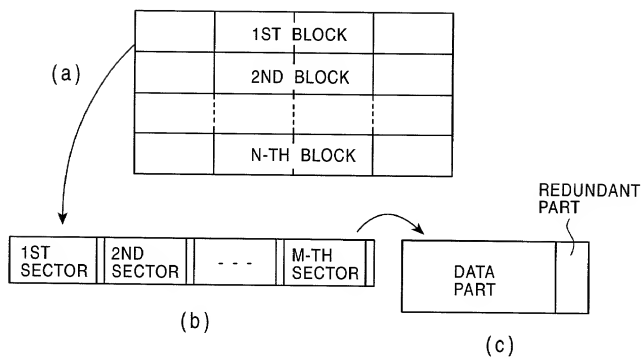 1ST BLOCK
(a)
2ND BLOCK
N-TH BLOCK
REDUNDANT
PART
1ST
SECTOR
2ND
SECTOR
- - -
M-TH
SECTOR
DATA
PART
(b)
(c)